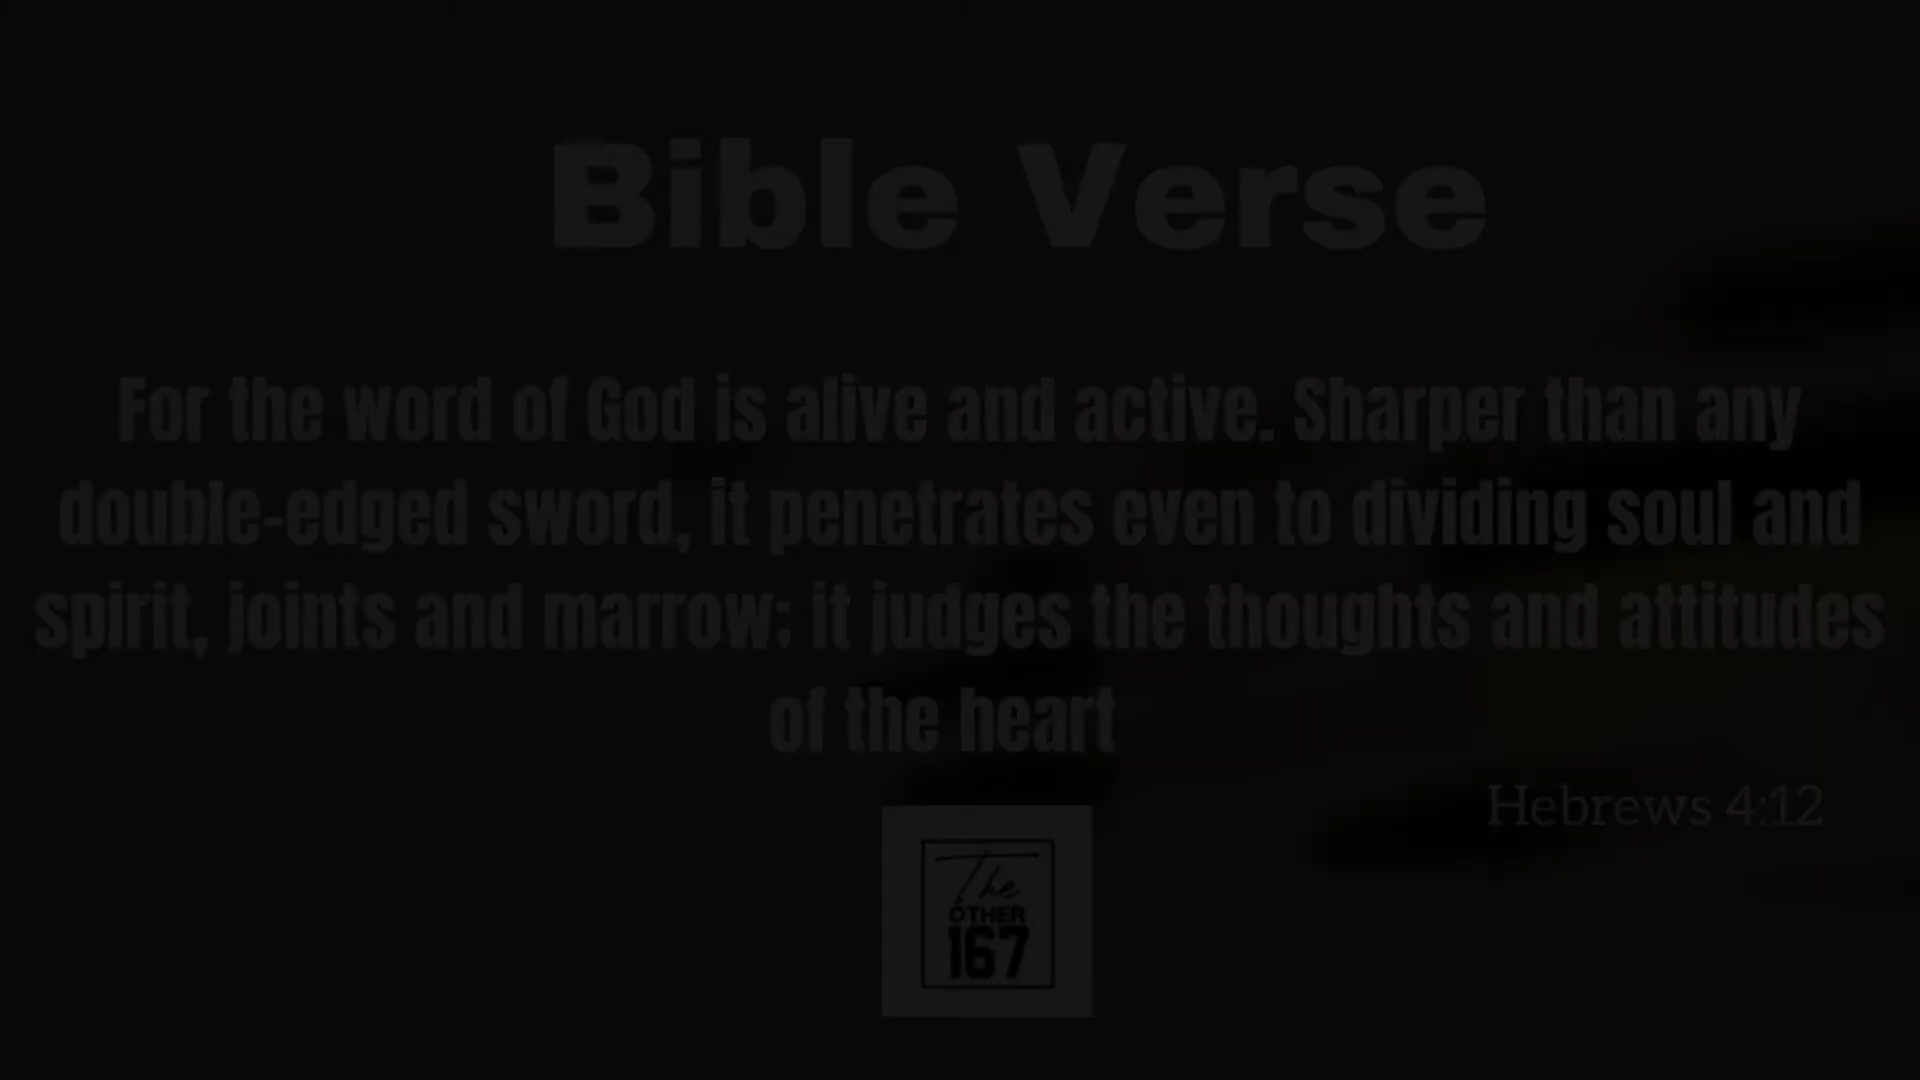 Bible Verse
For the word of God is alive and active. Sharper than any
double-edged sword, it penetrates even to dividing soul and
spirit, joints and marrow; it judges the thoughts and attitudes
of the heart
Hebrews 4:12
The
OTHER
167